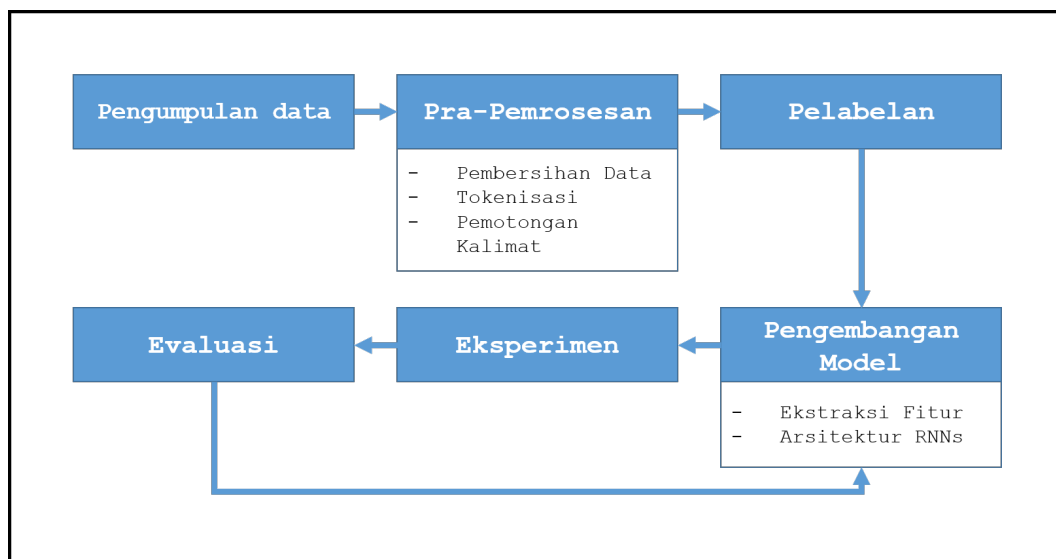 Pengumpulan data
Pra-Pemrosesan
- Pembersihan Data
- Tokenisasi
- Pemotongan
Kalimat
Pelabelan
Evaluasi
Eksperimen
Pengembangan
Model
- Ekstraksi Fitur
- Arsitektur RNNs